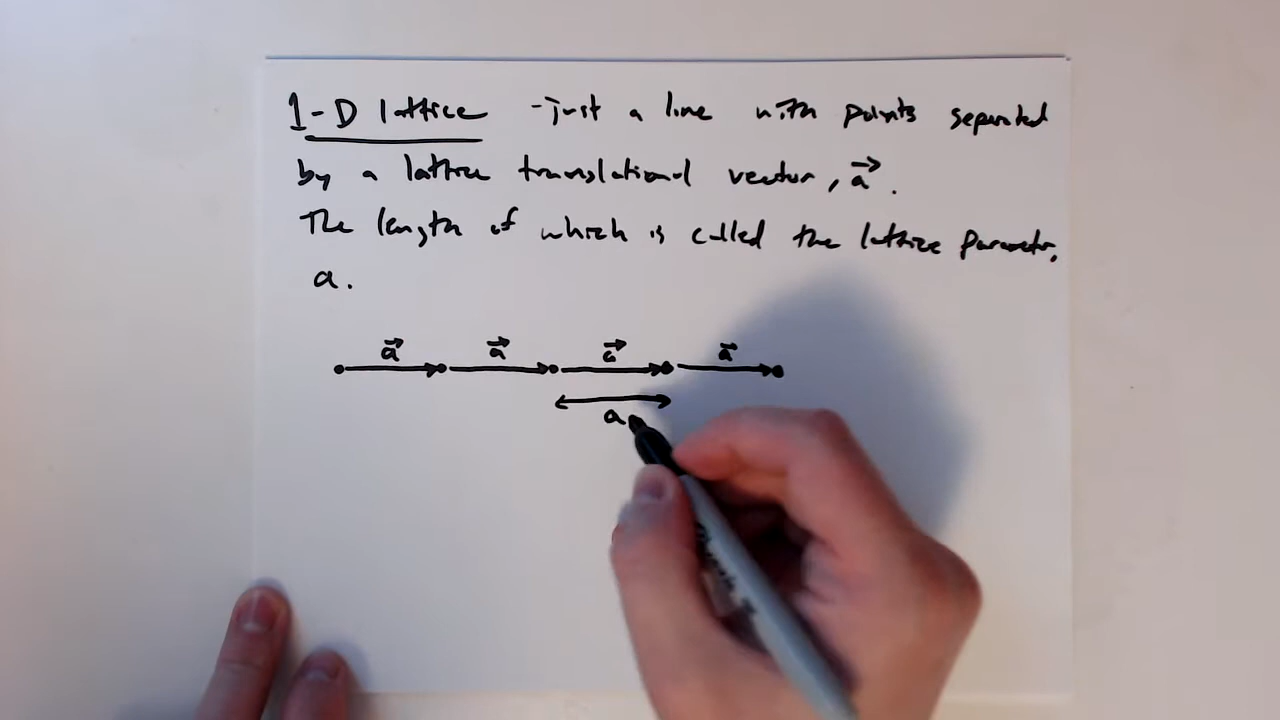 1-D lattice - just a line with points separated
by a lattice translational vector, a⃗.
The length of which is called the lattice parameter,
a.
a⃗ a⃗ a⃗ a⃗
a